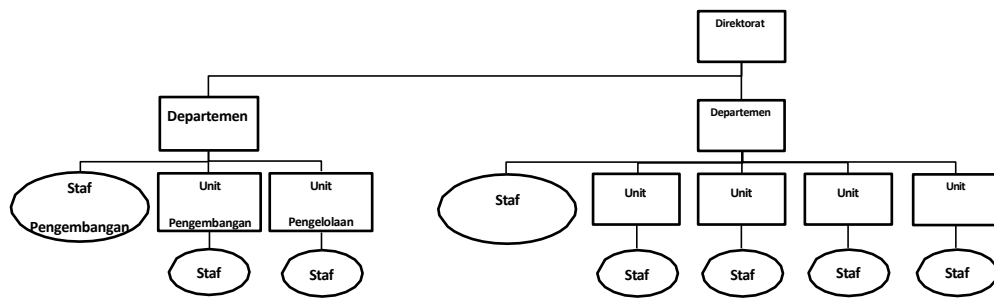 Direktorat
Departemen
Departemen
Staf
Pengembangan
Unit
Pengembangan
Unit
Pengelolaan
Staf
Unit
Unit
Unit
Unit
Staf
Staf
Staf
Staf
Staf
Staf